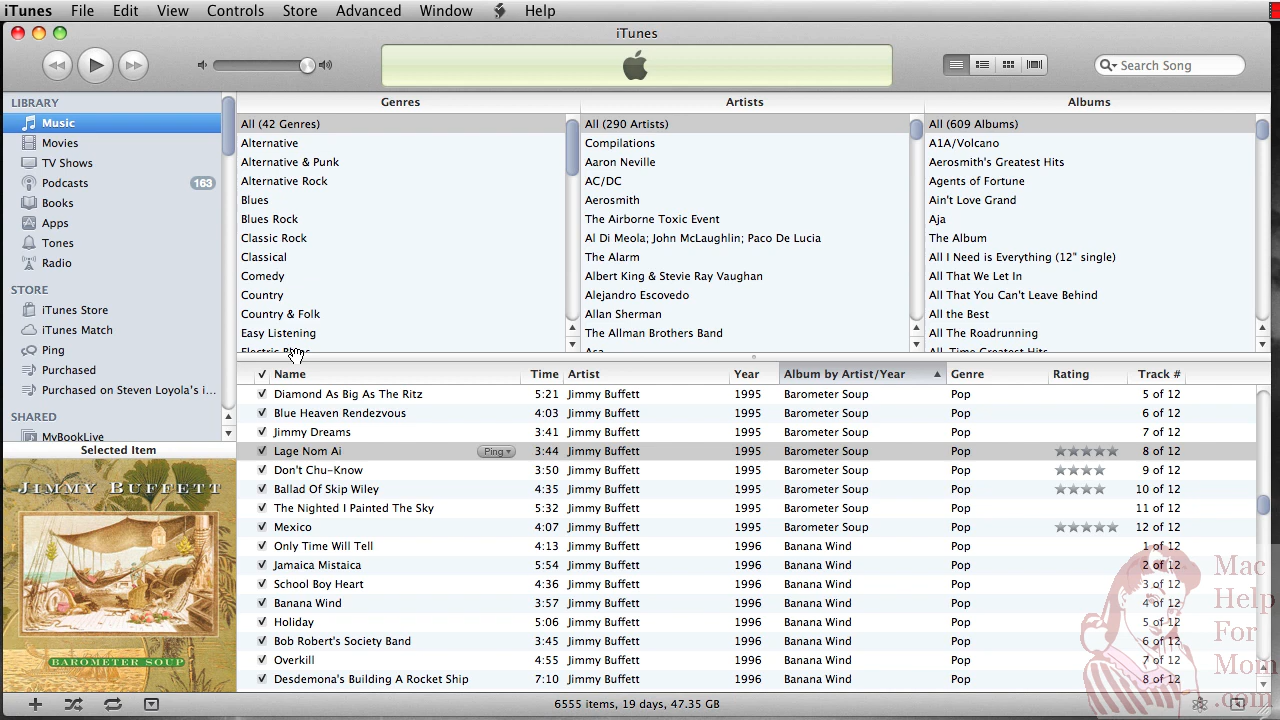 iTunes File Edit View Controls Store Advanced Window Help
iTunes
Search Song
LIBRARY
Music
Movies
TV Shows
Podcasts 163
Books
Apps
Tones
Radio
STORE
iTunes Store
iTunes Match
Ping
Purchased
Purchased on Steven Loyola's i...
SHARED
MyBookLive
Selected Item
JIMMY BUFFETT
BAROMETER SOUP
Genres
All (42 Genres)
Alternative
Alternative & Punk
Alternative Rock
Blues
Blues Rock
Classic Rock
Classical
Comedy
Country
Country & Folk
Easy Listening
Artists
All (290 Artists)
Compilations
Aaron Neville
AC/DC
Aerosmith
The Airborne Toxic Event
Al Di Meola; John McLaughlin; Paco De Lucia
The Alarm
Albert King & Stevie Ray Vaughan
Alejandro Escovedo
Allan Sherman
The Allman Brothers Band
Albums
All (609 Albums)
A1A/Volcano
Aerosmith's Greatest Hits
Agents of Fortune
Ain't Love Grand
Aja
The Album
All I Need is Everything (12" single)
All That We Let In
All That You Can't Leave Behind
All the Best
All The Roadrunning
All-Time Greatest Hits
✓ Name Time Artist Year Album by Artist/Year Genre Rating Track #
Diamond As Big As The Ritz 5:21 Jimmy Buffett 1995 Barometer Soup Pop 5 of 12
Blue Heaven Rendezvous 4:03 Jimmy Buffett 1995 Barometer Soup Pop 6 of 12
Jimmy Dreams 3:41 Jimmy Buffett 1995 Barometer Soup Pop 7 of 12
Lage Nom Ai Ping 3:44 Jimmy Buffett 1995 Barometer Soup Pop ★★★★★ 8 of 12
Don't Chu-Know 3:50 Jimmy Buffett 1995 Barometer Soup Pop ★★★★ 9 of 12
Ballad Of Skip Wiley 4:35 Jimmy Buffett 1995 Barometer Soup Pop ★★★★ 10 of 12
The Nighted I Painted The Sky 5:32 Jimmy Buffett 1995 Barometer Soup Pop 11 of 12
Mexico 4:07 Jimmy Buffett 1995 Barometer Soup Pop ★★★★★ 12 of 12
Only Time Will Tell 4:13 Jimmy Buffett 1996 Banana Wind Pop 1 of 12
Jamaica Mistaica 5:54 Jimmy Buffett 1996 Banana Wind Pop 2 of 12
School Boy Heart 4:36 Jimmy Buffett 1996 Banana Wind Pop 3 of 12
Banana Wind 3:57 Jimmy Buffett 1996 Banana Wind Pop 4 of 12
Holiday 5:06 Jimmy Buffett 1996 Banana Wind Pop 5 of 12
Bob Robert's Society Band 3:45 Jimmy Buffett 1996 Banana Wind Pop 6 of 12
Overkill 4:55 Jimmy Buffett 1996 Banana Wind Pop 7 of 12
Desdemona's Building A Rocket Ship 7:10 Jimmy Buffett 1996 Banana Wind Pop 8 of 12
6555 items, 19 days, 47.35 GB
Mac
Help
For
Mom
.com